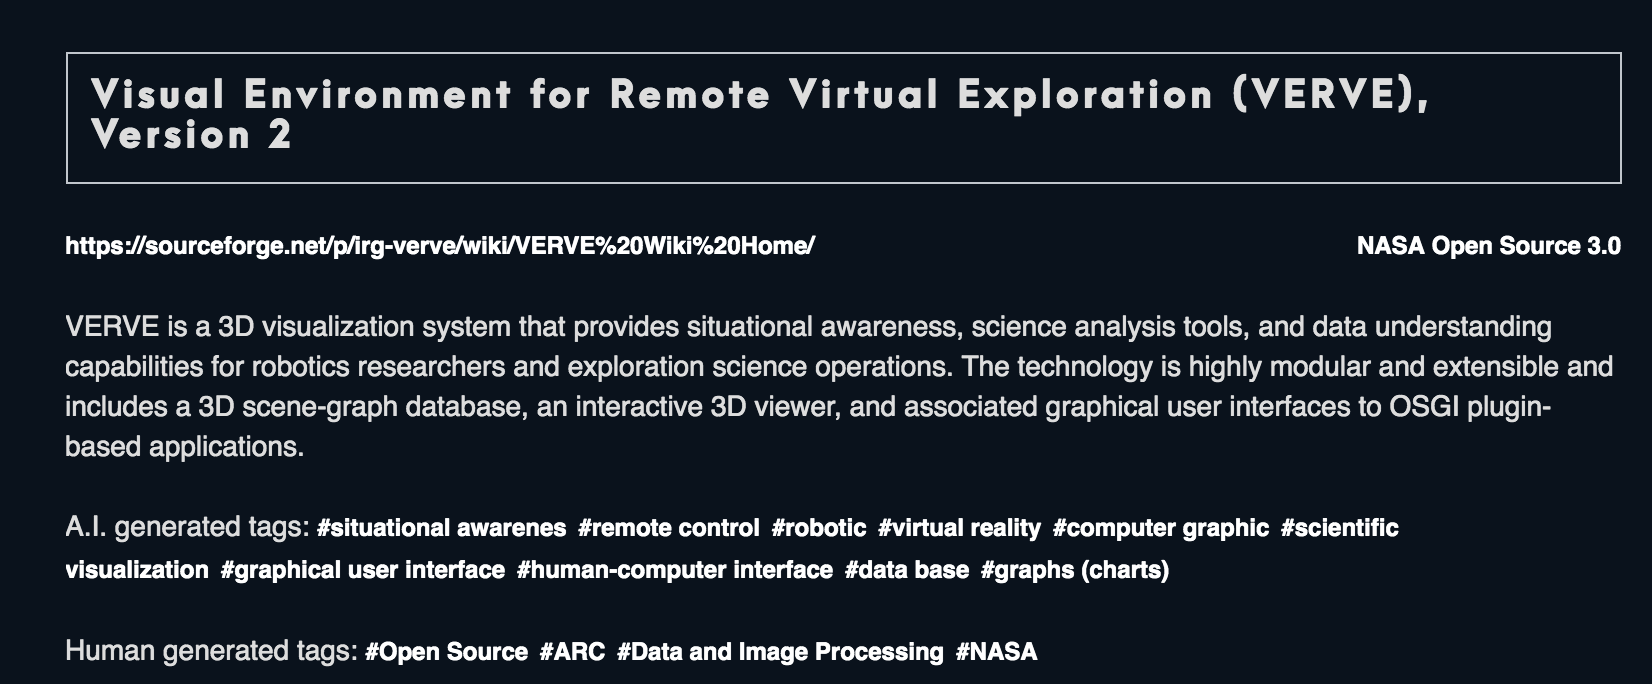 Visual Environment for Remote Virtual Exploration (VERVE),
Version 2
https://sourceforge.net/p/irg-verve/wiki/VERVE%20Wiki%20Home/ NASA Open Source 3.0
VERVE is a 3D visualization system that provides situational awareness, science analysis tools, and data understanding
capabilities for robotics researchers and exploration science operations. The technology is highly modular and extensible and
includes a 3D scene-graph database, an interactive 3D viewer, and associated graphical user interfaces to OSGI plugin-
based applications.
A.I. generated tags: #situational awarenes #remote control #robotic #virtual reality #computer graphic #scientific
visualization #graphical user interface #human-computer interface #data base #graphs (charts)
Human generated tags: #Open Source #ARC #Data and Image Processing #NASA